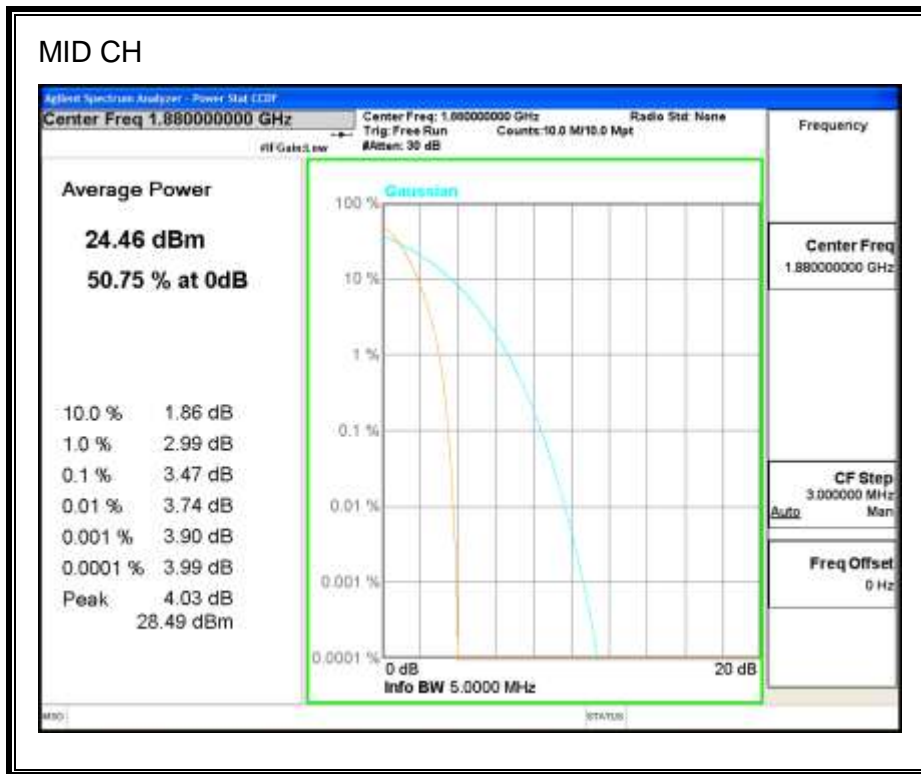 MID CH
Agilent Spectrum Analyzer - Power Stat CCDF
Center Freq 1.880000000 GHz
Center Freq: 1.880000000 GHz
Radio Std: None
Trig: Free Run
Counts:10.0 M/10.0 Mpt
#IFGain:Low
#Atten: 30 dB
Average Power
24.46 dBm
50.75 % at 0dB
10.0 % 1.86 dB
1.0 % 2.99 dB
0.1 % 3.47 dB
0.01 % 3.74 dB
0.001 % 3.90 dB
0.0001 % 3.99 dB
Peak 4.03 dB
28.49 dBm
Gaussian
100 %
10 %
1 %
0.1 %
0.01 %
0.001 %
0.0001 %
0 dB
20 dB
Info BW 5.0000 MHz
Frequency
Center Freq
1.880000000 GHz
CF Step
3.000000 MHz
Auto Man
Freq Offset
0 Hz
MSG
STATUS